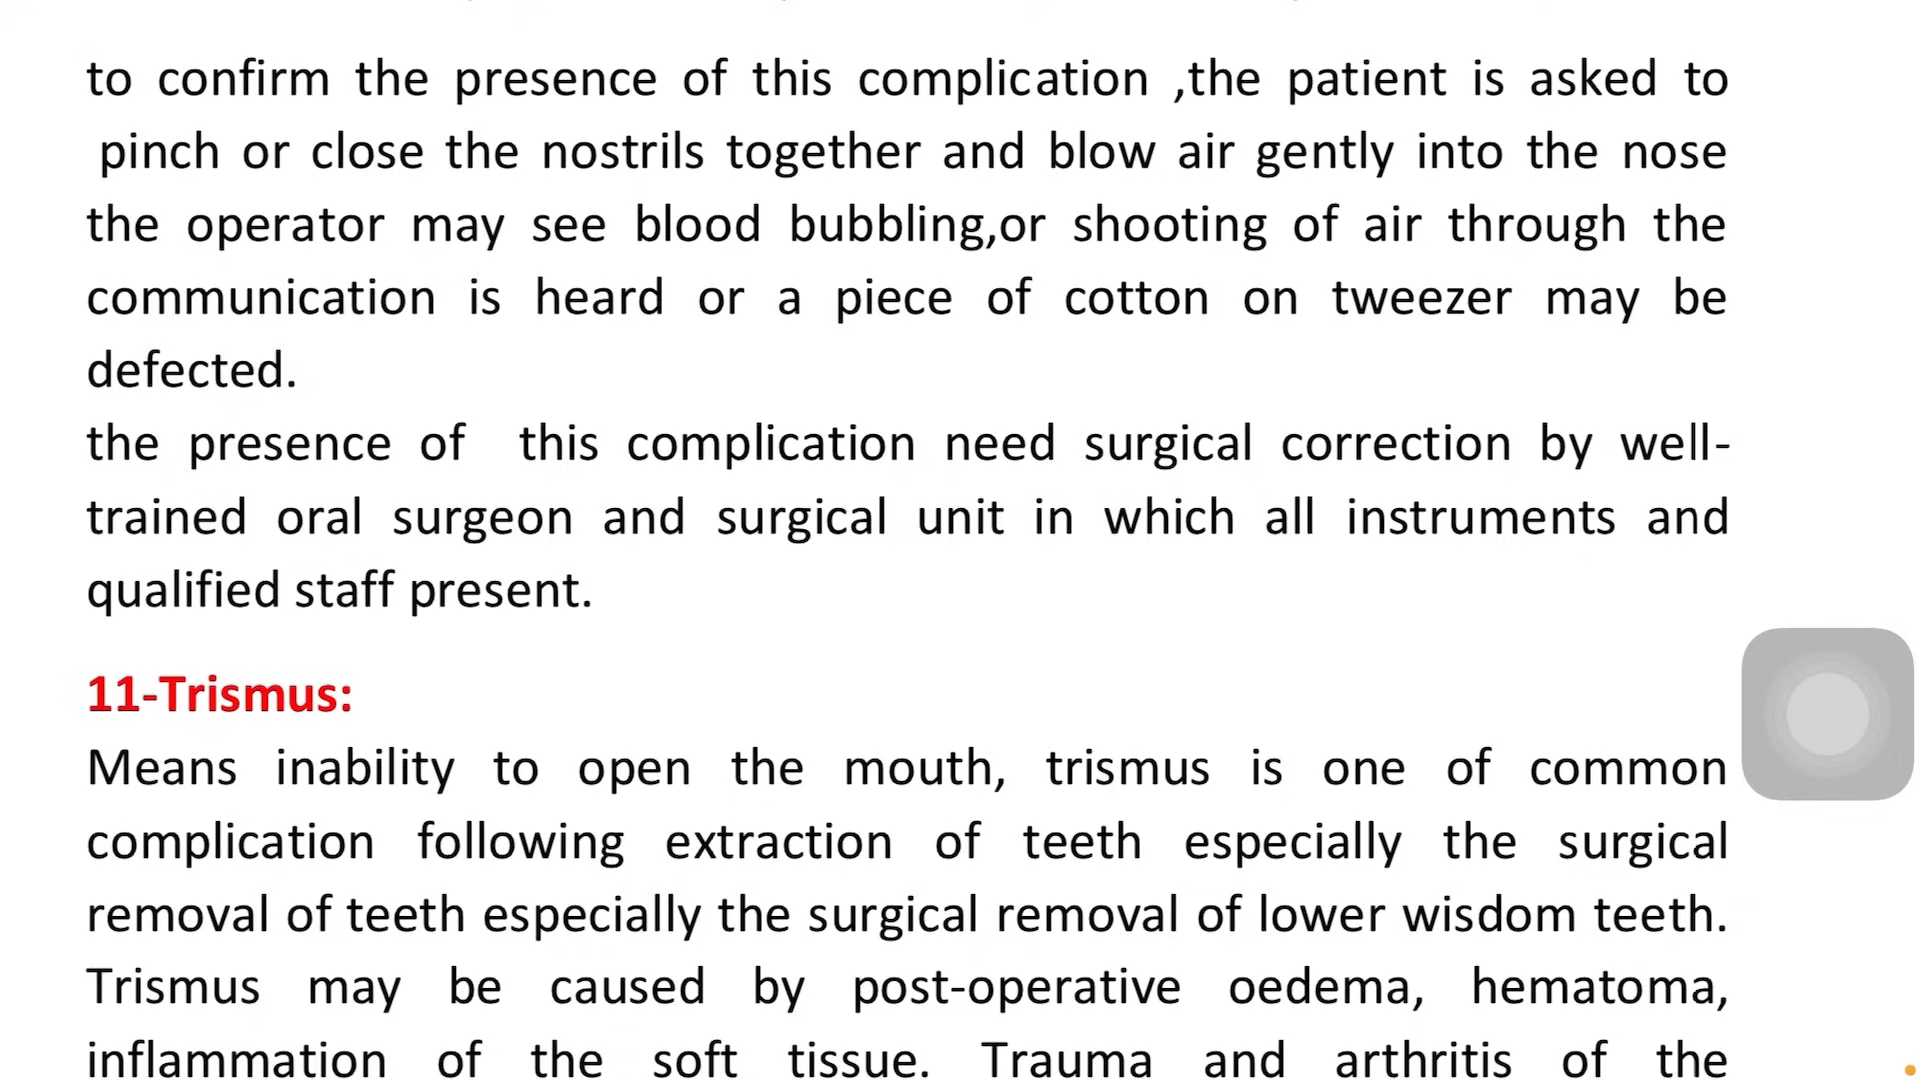 to confirm the presence of this complication ,the patient is asked to
pinch or close the nostrils together and blow air gently into the nose
the operator may see blood bubbling,or shooting of air through the
communication is heard or a piece of cotton on tweezer may be
defected.
the presence of this complication need surgical correction by well-
trained oral surgeon and surgical unit in which all instruments and
qualified staff present.
11-Trismus:
Means inability to open the mouth, trismus is one of common
complication following extraction of teeth especially the surgical
removal of teeth especially the surgical removal of lower wisdom teeth.
Trismus may be caused by post-operative oedema, hematoma,
inflammation of the soft tissue. Trauma and arthritis of the